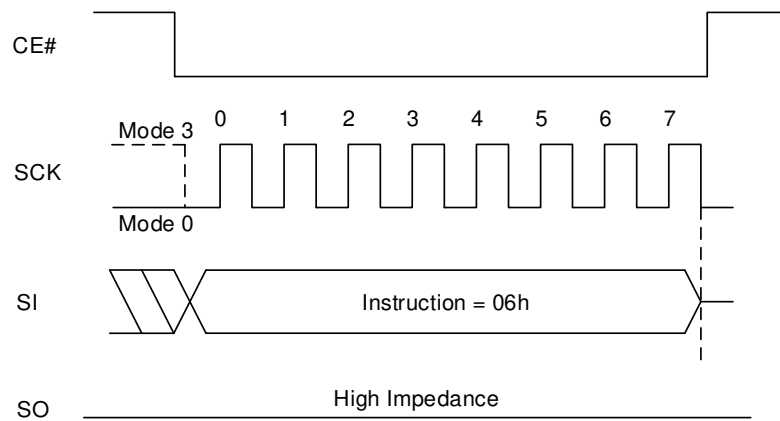 CE#
Mode 3 0 1 2 3 4 5 6 7
SCK
Mode 0
SI Instruction = 06h
SO High Impedance